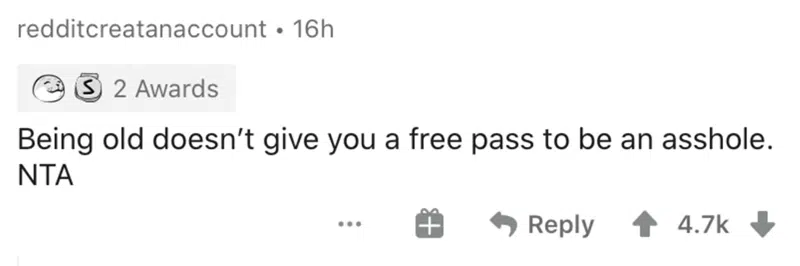 redditcreatanaccount • 16h
S 2 Awards
Being old doesn't give you a free pass to be an asshole.
NTA
... Reply 4.7k